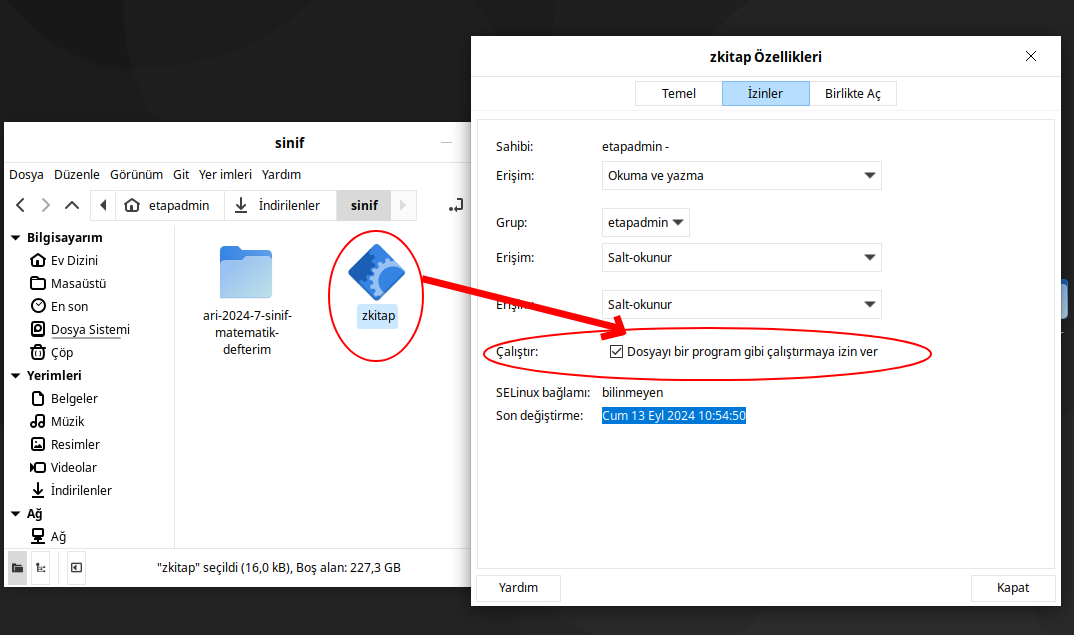 zkitap Özellikleri
Temel
İzinler
Birlikte Aç
Sahibi:
etapadmin -
Erişim:
Okuma ve yazma
Grup:
etapadmin
Erişim:
Salt-okunur
Erişim:
Salt-okunur
Çalıştır:
Dosyayı bir program gibi çalıştırmaya izin ver
SELinux bağlamı:
bilinmeyen
Son değiştirme:
Cum 13 Eyl 2024 10:54:50
Yardım
Kapat
sinif
Dosya Düzenle Görünüm Git Yer imleri Yardım
etapadmin
İndirilenler
sinif
Bilgisayarım
Ev Dizini
Masaüstü
En son
Dosya Sistemi
Çöp
Yerimleri
Belgeler
Müzik
Resimler
Videolar
İndirilenler
Ağ
Ağ
ari-2024-7-sinif-
matematik-
defterim
zkitap
"zkitap" seçildi (16,0 kB), Boş alan: 227,3 GB